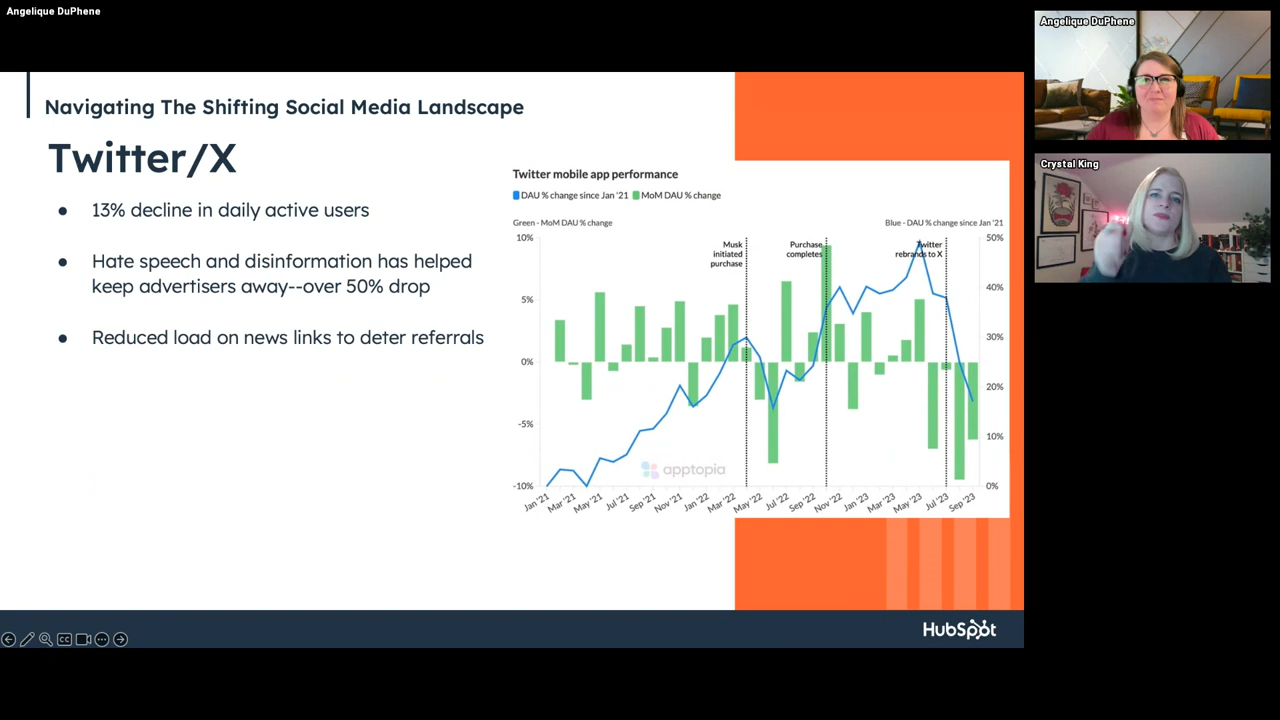 Angelique DuPhene
Angelique DuPhene
Crystal King
Navigating The Shifting Social Media Landscape
Twitter/X
● 13% decline in daily active users
● Hate speech and disinformation has helped
keep advertisers away--over 50% drop
● Reduced load on news links to deter referrals
Twitter mobile app performance
DAU % change since Jan '21 MoM DAU % change
Green - MoM DAU % change Blue - DAU % change since Jan '21
Musk
initiated
purchase
Purchase
completes
Twitter
rebrands to X
10%
5%
0%
-5%
-10%
50%
40%
30%
20%
10%
0%
apptopia
Jan '21 Mar '21 May '21 Jul '21 Sep '21 Nov '21 Jan '22 Mar '22 May '22 Jul '22 Sep '22 Nov '22 Jan '23 Mar '23 May '23 Jul '23 Sep '23
CC
HubSpot